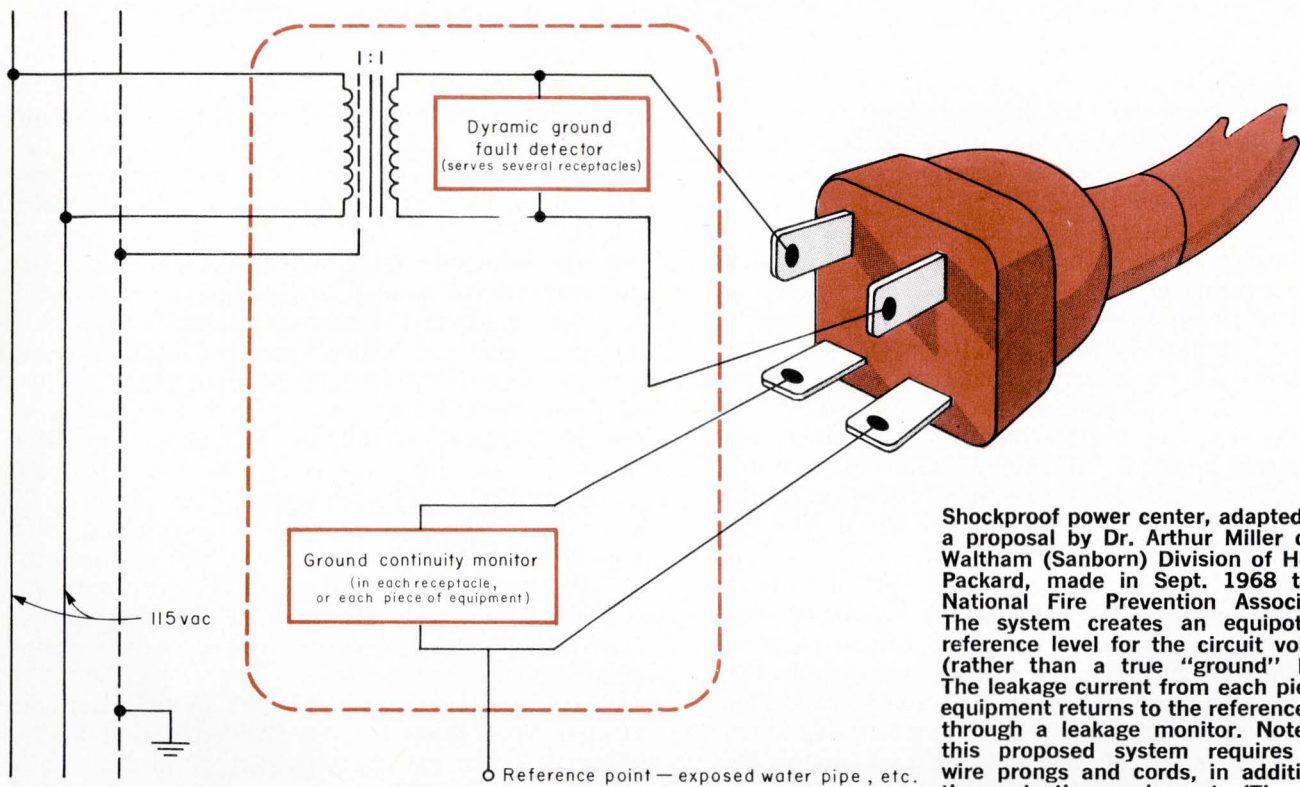 1:1
Dyramic ground
fault detector
(serves several receptacles)
Ground continuity monitor
(in each receptacle,
or each piece of equipment)
115 vac
Reference point — exposed water pipe, etc.
Shockproof power center, adapted
a proposal by Dr. Arthur Miller o
Waltham (Sanborn) Division of H
Packard, made in Sept. 1968 t
National Fire Prevention Associ
The system creates an equipot
reference level for the circuit vol
(rather than a true "ground"
The leakage current from each pie
equipment returns to the reference
through a leakage monitor. Note
this proposed system requires
wire prongs and cords, in additi